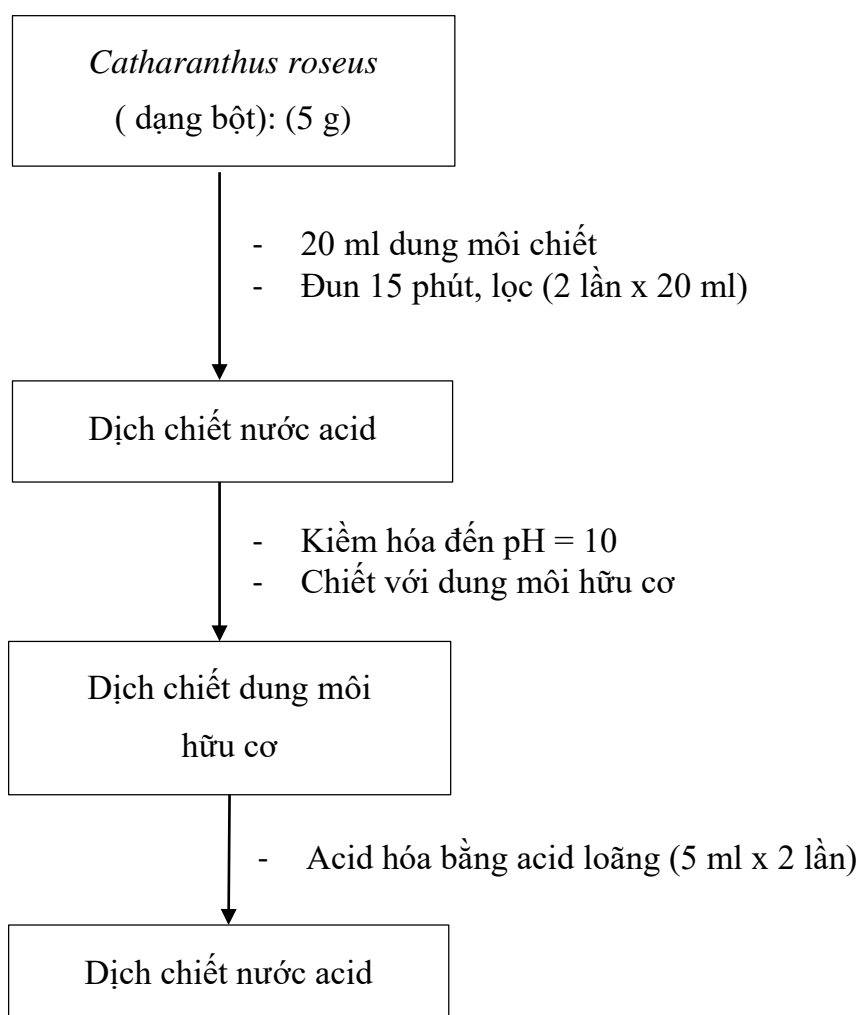 Catharanthus roseus
( dạng bột): (5 g)
- 20 ml dung môi chiết
- Đun 15 phút, lọc (2 lần x 20 ml)
Dịch chiết nước acid
- Kiềm hóa đến pH = 10
- Chiết với dung môi hữu cơ
Dịch chiết dung môi
hữu cơ
- Acid hóa bằng acid loãng (5 ml x 2 lần)
Dịch chiết nước acid